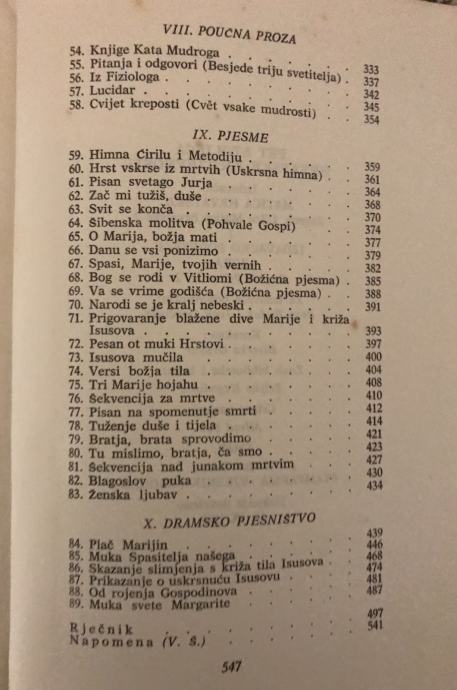 VIII. POUČNA PROZA
54. Knjige Kata Mudroga . . . . . . . 333
55. Pitanja i odgovori (Besjede triju svetitelja) . 337
56. Iz Fiziologa . . . . . . . . . 342
57. Lucidar . . . . . . . . . . 345
58. Cvijet kreposti (Cvět vsake mudrosti) . . . 354
IX. PJESME
59. Himna Ćirilu i Metodiju . . . . . . 359
60. Hrst vskrse iz mrtvih (Uskrsna himna) . . 361
61. Pisan svetago Jurja . . . . . . . 364
62. Zač mi tužiš, duše . . . . . . . 368
63. Svit se konča . . . . . . . . . 370
64. Šibenska molitva (Pohvale Gospi) . . . . 374
65. O Marija, božja mati . . . . . . . 377
66. Danu se vsi ponizimo . . . . . . . 379
67. Spasi, Marije, tvojih vernih . . . . . 382
68. Bog se rodi v Vitliomi (Božićna pjesma) . . 385
69. Va se vrime godišća (Božićna pjesma) . . 388
70. Narodi se je kralj nebeski . . . . . . 391
71. Prigovaranje blažene dive Marije i križa
Isusova . . . . . . . . . . 393
72. Pesan ot muki Hrstovi . . . . . . . 397
73. Isusova mučila . . . . . . . . 400
74. Versi božja tila . . . . . . . . 404
75. Tri Marije hojahu . . . . . . . . 408
76. Sekvencija za mrtve . . . . . . . 410
77. Pisan na spomenutje smrti . . . . . . 412
78. Tuženje duše i tijela . . . . . . . 414
79. Bratja, brata sprovodimo . . . . . . 421
80. Tu mislimo, bratja, ča smo . . . . . . 423
81. Sekvencija nad junakom mrtvim . . . . 427
82. Blagoslov puka . . . . . . . . 430
83. Ženska ljubav . . . . . . . . . 434
X. DRAMSKO PJESNIŠTVO
84. Plač Marijin . . . . . . . . . 439
85. Muka Spasitelja našega . . . . . . 446
86. Skazanje slimjenja s križa tila Isusova . . . 468
87. Prikazanje o uskrsnuću Isusovu . . . . . 474
88. Od rojenja Gospodinova . . . . . . 481
89. Muka svete Margarite . . . . . . . 487
Rječnik . . . . . . . . . . 497
Napomena (V. Š.) . . . . . . . . 541
547